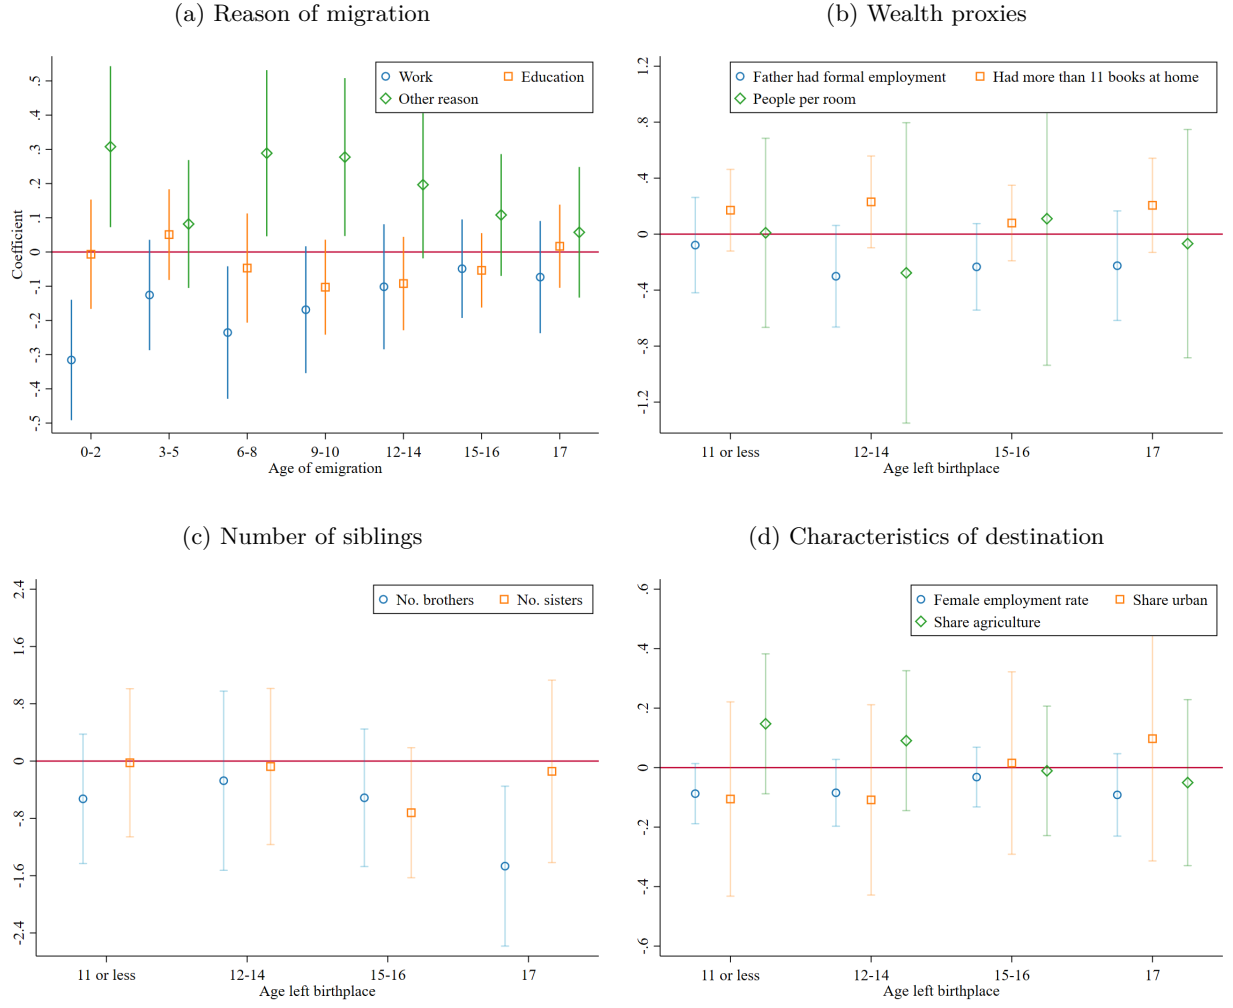 (a) Reason of migration
Work Education
Other reason
Coefficient
.5
.4
.3
.2
.1
0
-.1
-.2
-.3
-.4
-.5
0-2 3-5 6-8 9-10 12-14 15-16 17
Age of emigration
(b) Wealth proxies
Father had formal employment Had more than 11 books at home
People per room
1.2
.8
.4
0
-.4
-.8
-1.2
11 or less 12-14 15-16 17
Age left birthplace
(c) Number of siblings
No. brothers No. sisters
2.4
1.6
.8
0
-.8
-1.6
-2.4
11 or less 12-14 15-16 17
Age left birthplace
(d) Characteristics of destination
Female employment rate Share urban
Share agriculture
.6
.4
.2
0
-.2
-.4
-.6
11 or less 12-14 15-16 17
Age left birthplace